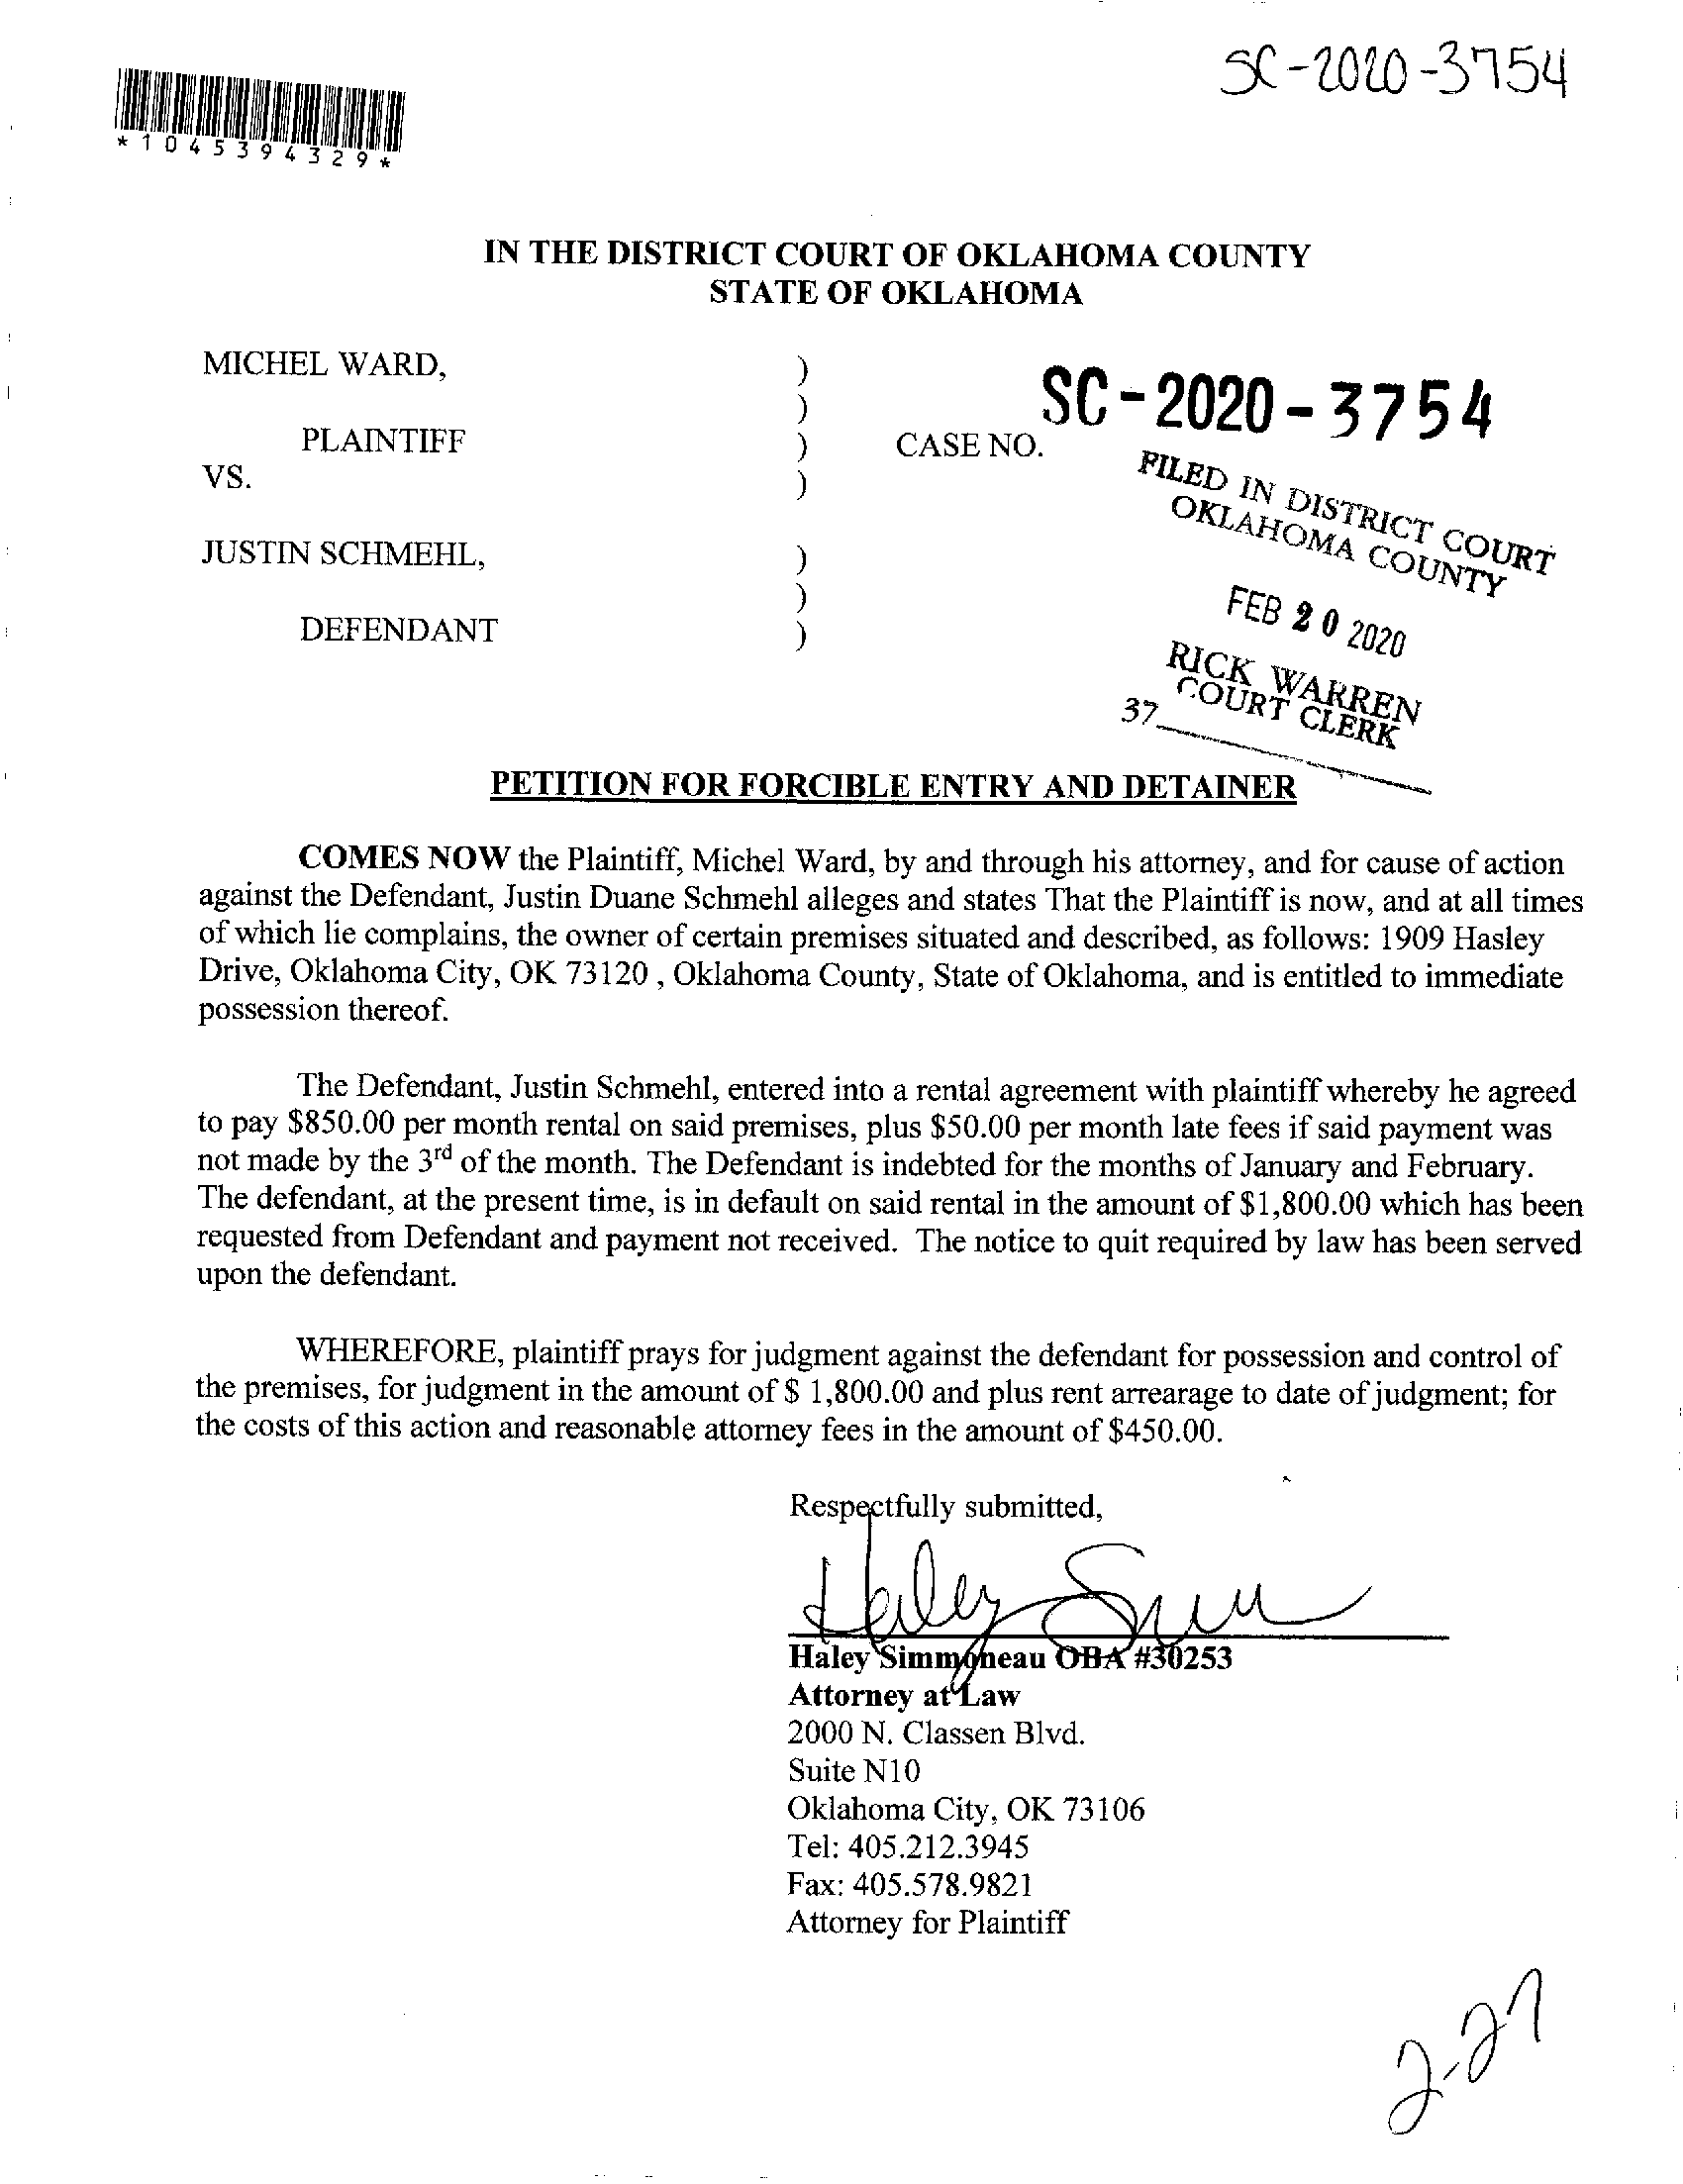 SC-2020-3754
*1045394329*
IN THE DISTRICT COURT OF OKLAHOMA COUNTY
STATE OF OKLAHOMA
MICHEL WARD, )
)
PLAINTIFF ) CASE NO. SC-2020-3754
VS. )
JUSTIN SCHMEHL, )
)
DEFENDANT )
FILED IN DISTRICT COURT
OKLAHOMA COUNTY
FEB 20 2020
RICK WARREN
COURT CLERK
37
PETITION FOR FORCIBLE ENTRY AND DETAINER
COMES NOW the Plaintiff, Michel Ward, by and through his attorney, and for cause of action
against the Defendant, Justin Duane Schmehl alleges and states That the Plaintiff is now, and at all times
of which lie complains, the owner of certain premises situated and described, as follows: 1909 Hasley
Drive, Oklahoma City, OK 73120 , Oklahoma County, State of Oklahoma, and is entitled to immediate
possession thereof.
The Defendant, Justin Schmehl, entered into a rental agreement with plaintiff whereby he agreed
to pay $850.00 per month rental on said premises, plus $50.00 per month late fees if said payment was
not made by the 3rd of the month. The Defendant is indebted for the months of January and February.
The defendant, at the present time, is in default on said rental in the amount of $1,800.00 which has been
requested from Defendant and payment not received. The notice to quit required by law has been served
upon the defendant.
WHEREFORE, plaintiff prays for judgment against the defendant for possession and control of
the premises, for judgment in the amount of $ 1,800.00 and plus rent arrearage to date of judgment; for
the costs of this action and reasonable attorney fees in the amount of $450.00.
Respectfully submitted,
Haley Simmoneau OBA #30253
Attorney at Law
2000 N. Classen Blvd.
Suite N10
Oklahoma City, OK 73106
Tel: 405.212.3945
Fax: 405.578.9821
Attorney for Plaintiff
2-27